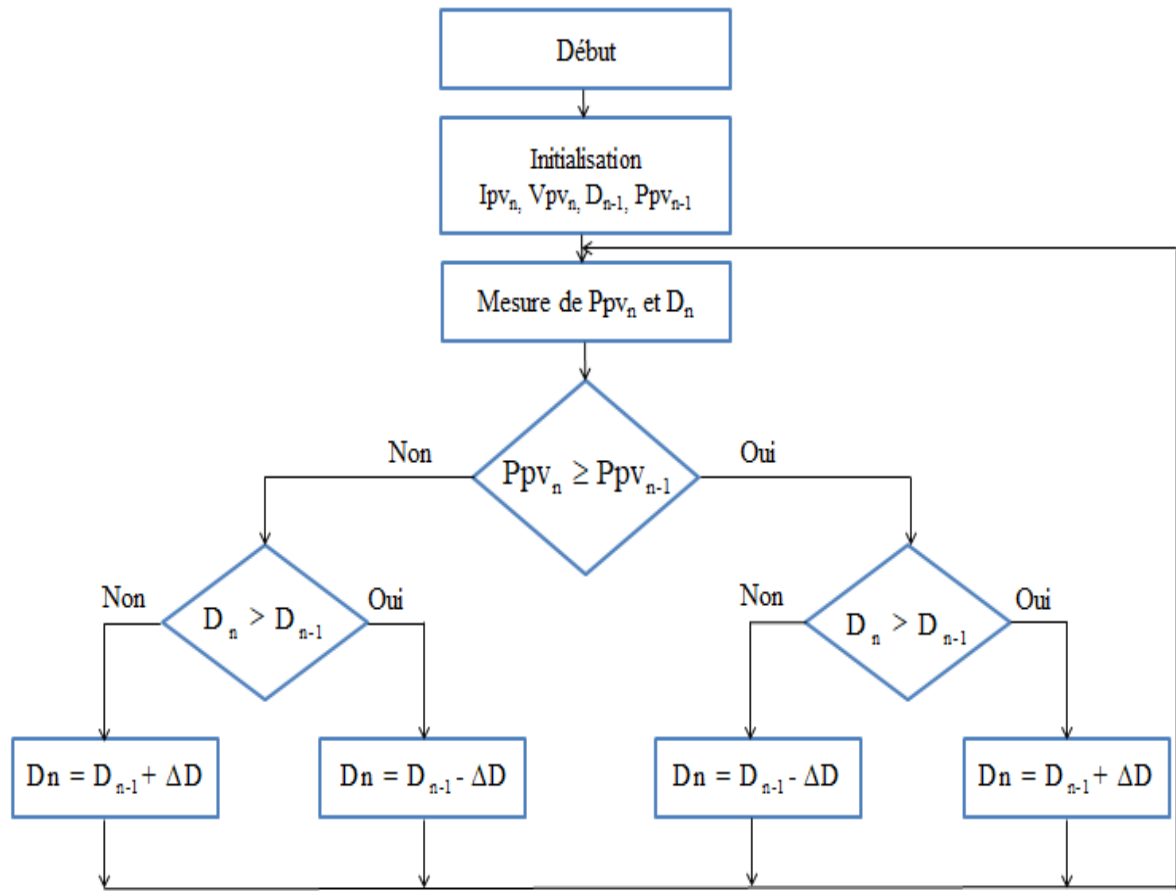 Début
Initialisation
Ipvₙ, Vpvₙ, Dₙ₋₁, Ppvₙ₋₁
Mesure de Ppvₙ et Dₙ
Non
Oui
Ppvₙ ≥ Ppvₙ₋₁
Non
Oui
Non
Oui
Dₙ > Dₙ₋₁
Dₙ > Dₙ₋₁
Dn = Dₙ₋₁ + ΔD
Dn = Dₙ₋₁ - ΔD
Dn = Dₙ₋₁ - ΔD
Dn = Dₙ₋₁ + ΔD